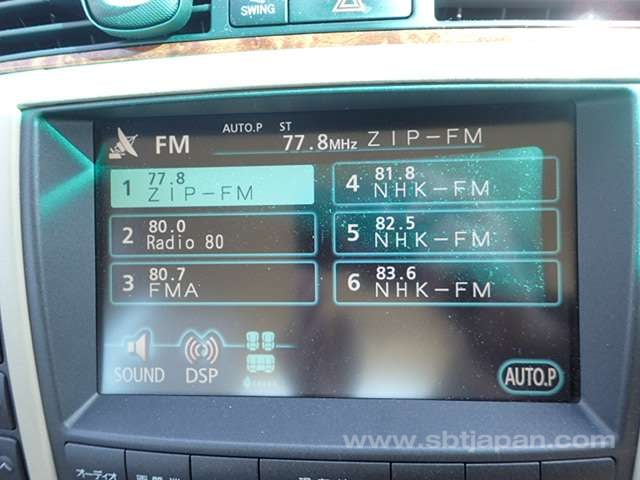 SWING
AUTO.P ST
FM 77.8MHz ZIP-FM
1 77.8 ZIP-FM
4 81.8 NHK-FM
2 80.0 Radio 80
5 82.5 NHK-FM
3 80.7 FMA
6 83.6 NHK-FM
SOUND DSP AUTO.P
www.sbtjapan.com
オーディオ